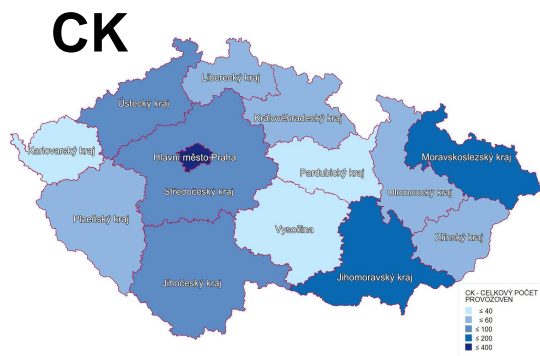 CK
Liberecký kraj
Ústecký kraj
Královéhradecký kraj
Karlovarský kraj
Hlavní město Praha
Moravskoslezský kraj
Pardubický kraj
Středočeský kraj
Olomoucký kraj
Plzeňský kraj
Vysočina
Zlínský kraj
Jihočeský kraj
Jihomoravský kraj
CK - CELKOVÝ POČET
PROVOZOVEN
≤ 40
≤ 60
≤ 100
≤ 200
≤ 400